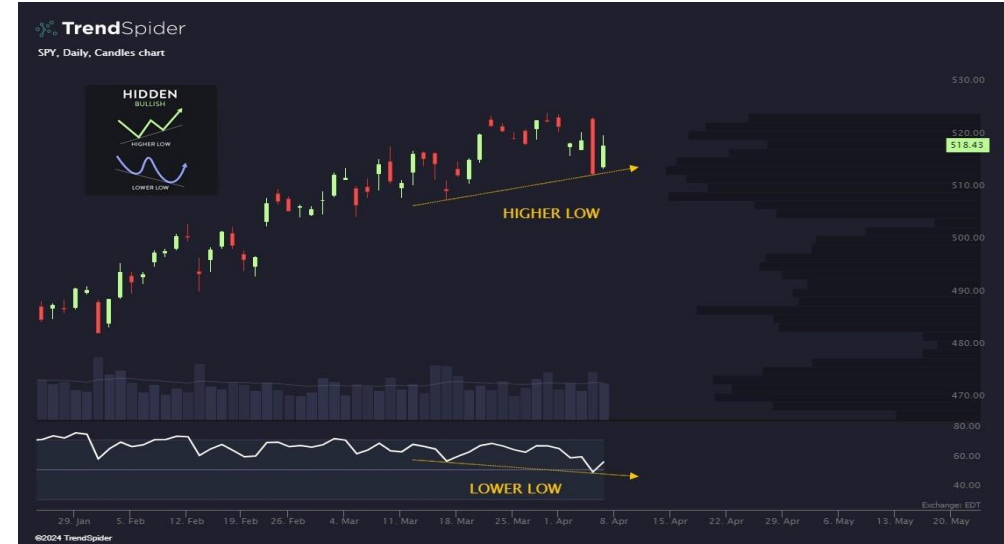 TrendSpider
SPY, Daily, Candles chart
HIDDEN
BULLISH
HIGHER LOW
LOWER LOW
530.00
520.00
518.43
510.00
HIGHER LOW
500.00
490.00
480.00
470.00
80.00
60.00
40.00
LOWER LOW
Exchange: EDT
29. Jan 5. Feb 12. Feb 19. Feb 26. Feb 4. Mar 11. Mar 18. Mar 25. Mar 1. Apr 8. Apr 15. Apr 22. Apr 29. Apr 6. May 13. May 20. May
©2024 TrendSpider